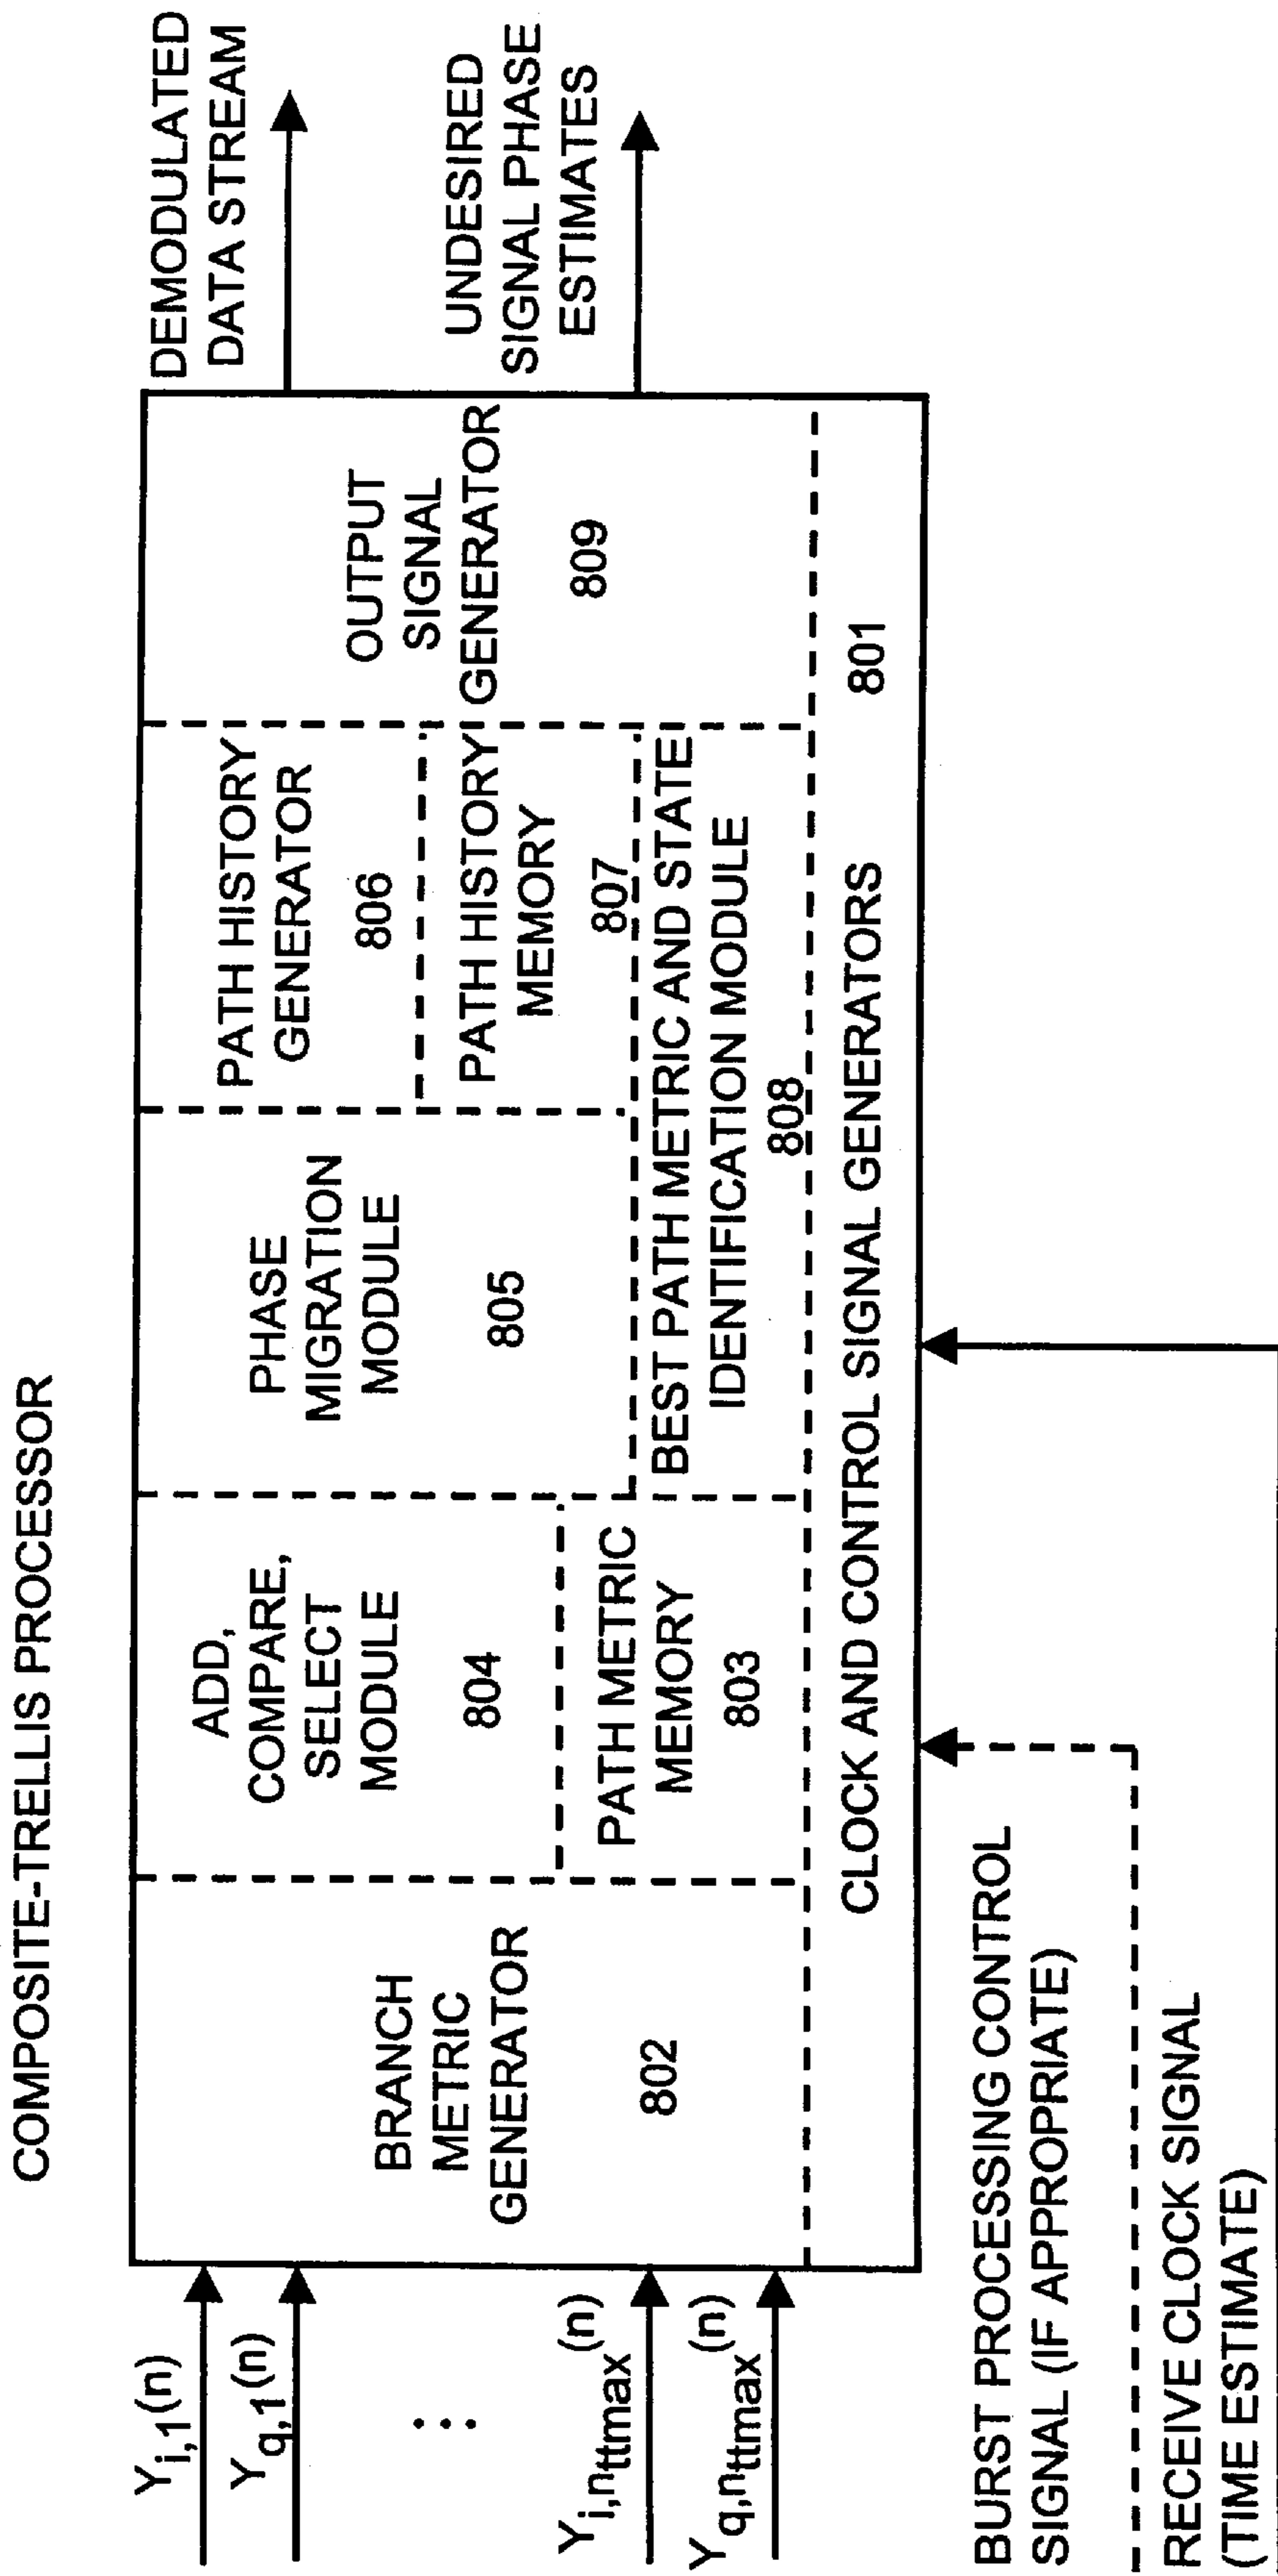 COMPOSITE-TRELLIS PROCESSOR
Y_{i,1}(n)
Y_{q,1}(n)
⋮
Y_{i,n_{ttmax}}(n)
Y_{q,n_{ttmax}}(n)
BRANCH
METRIC
GENERATOR
802
ADD,
COMPARE,
SELECT
MODULE
804
PATH METRIC
MEMORY
803
PHASE
MIGRATION
MODULE
805
PATH HISTORY
GENERATOR
806
PATH HISTORY
MEMORY
807
BEST PATH METRIC AND STATE
IDENTIFICATION MODULE
808
OUTPUT
SIGNAL
GENERATOR
809
CLOCK AND CONTROL SIGNAL GENERATORS
801
DEMODULATED
DATA STREAM
UNDESIRED
SIGNAL PHASE
ESTIMATES
BURST PROCESSING CONTROL
SIGNAL (IF APPROPRIATE)
RECEIVE CLOCK SIGNAL
(TIME ESTIMATE)